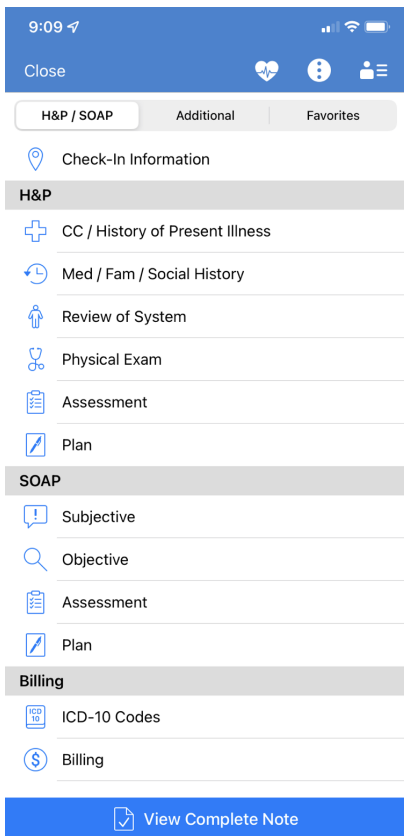 9:09
Close
H&P / SOAP Additional Favorites
Check-In Information
H&P
CC / History of Present Illness
Med / Fam / Social History
Review of System
Physical Exam
Assessment
Plan
SOAP
Subjective
Objective
Assessment
Plan
Billing
ICD
10
ICD-10 Codes
$
Billing
View Complete Note